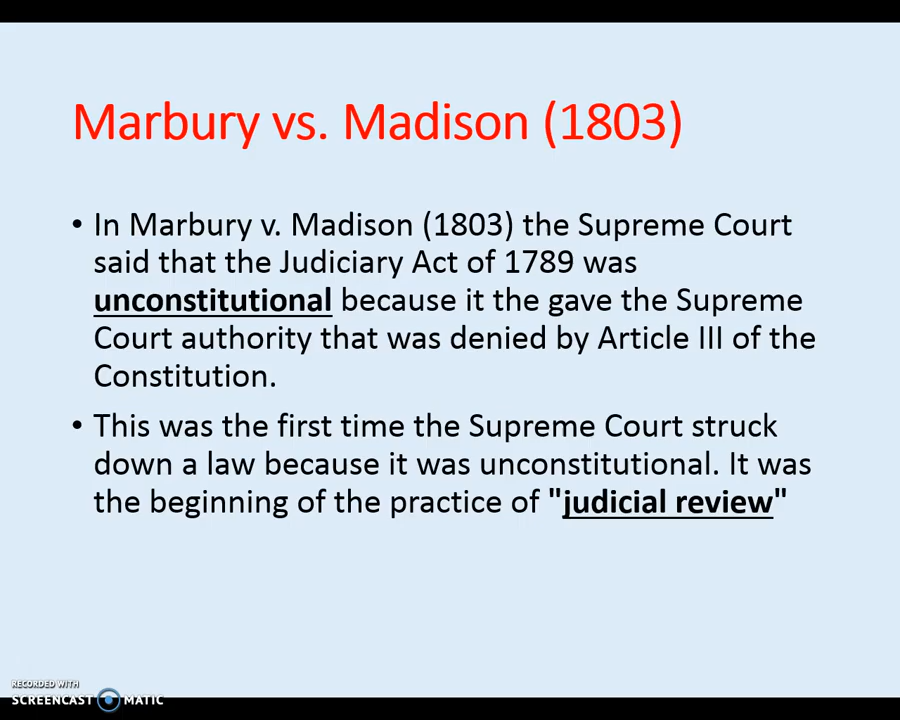 Marbury vs. Madison (1803)
• In Marbury v. Madison (1803) the Supreme Court
said that the Judiciary Act of 1789 was
unconstitutional because it the gave the Supreme
Court authority that was denied by Article III of the
Constitution.
• This was the first time the Supreme Court struck
down a law because it was unconstitutional. It was
the beginning of the practice of "judicial review"
RECORDED WITH
SCREENCAST MATIC